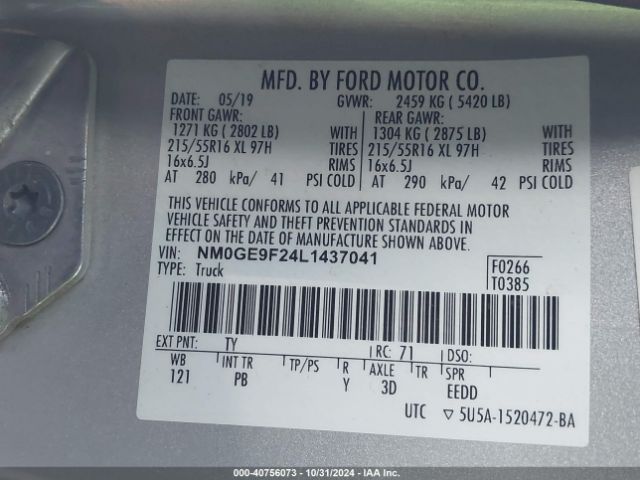 MFD. BY FORD MOTOR CO.
DATE: 05/19 GVWR: 2459 KG ( 5420 LB)
FRONT GAWR: REAR GAWR:
1271 KG ( 2802 LB) WITH 1304 KG ( 2875 LB) WITH
215/55R16 XL 97H TIRES 215/55R16 XL 97H TIRES
16x6.5J RIMS 16x6.5J RIMS
AT 280 kPa/ 41 PSI COLD AT 290 kPa/ 42 PSI COLD
THIS VEHICLE CONFORMS TO ALL APPLICABLE FEDERAL MOTOR
VEHICLE SAFETY AND THEFT PREVENTION STANDARDS IN
EFFECT ON THE DATE OF MANUFACTURE SHOWN ABOVE.
VIN: NM0GE9F24L1437041
TYPE: Truck
F0266
T0385
EXT PNT: TY RC: 71 DSO:
WB INT TR TP/PS R AXLE TR SPR
121 PB Y 3D EEDD
UTC ▽ 5U5A-1520472-BA
000-40756073 - 10/31/2024 - IAA